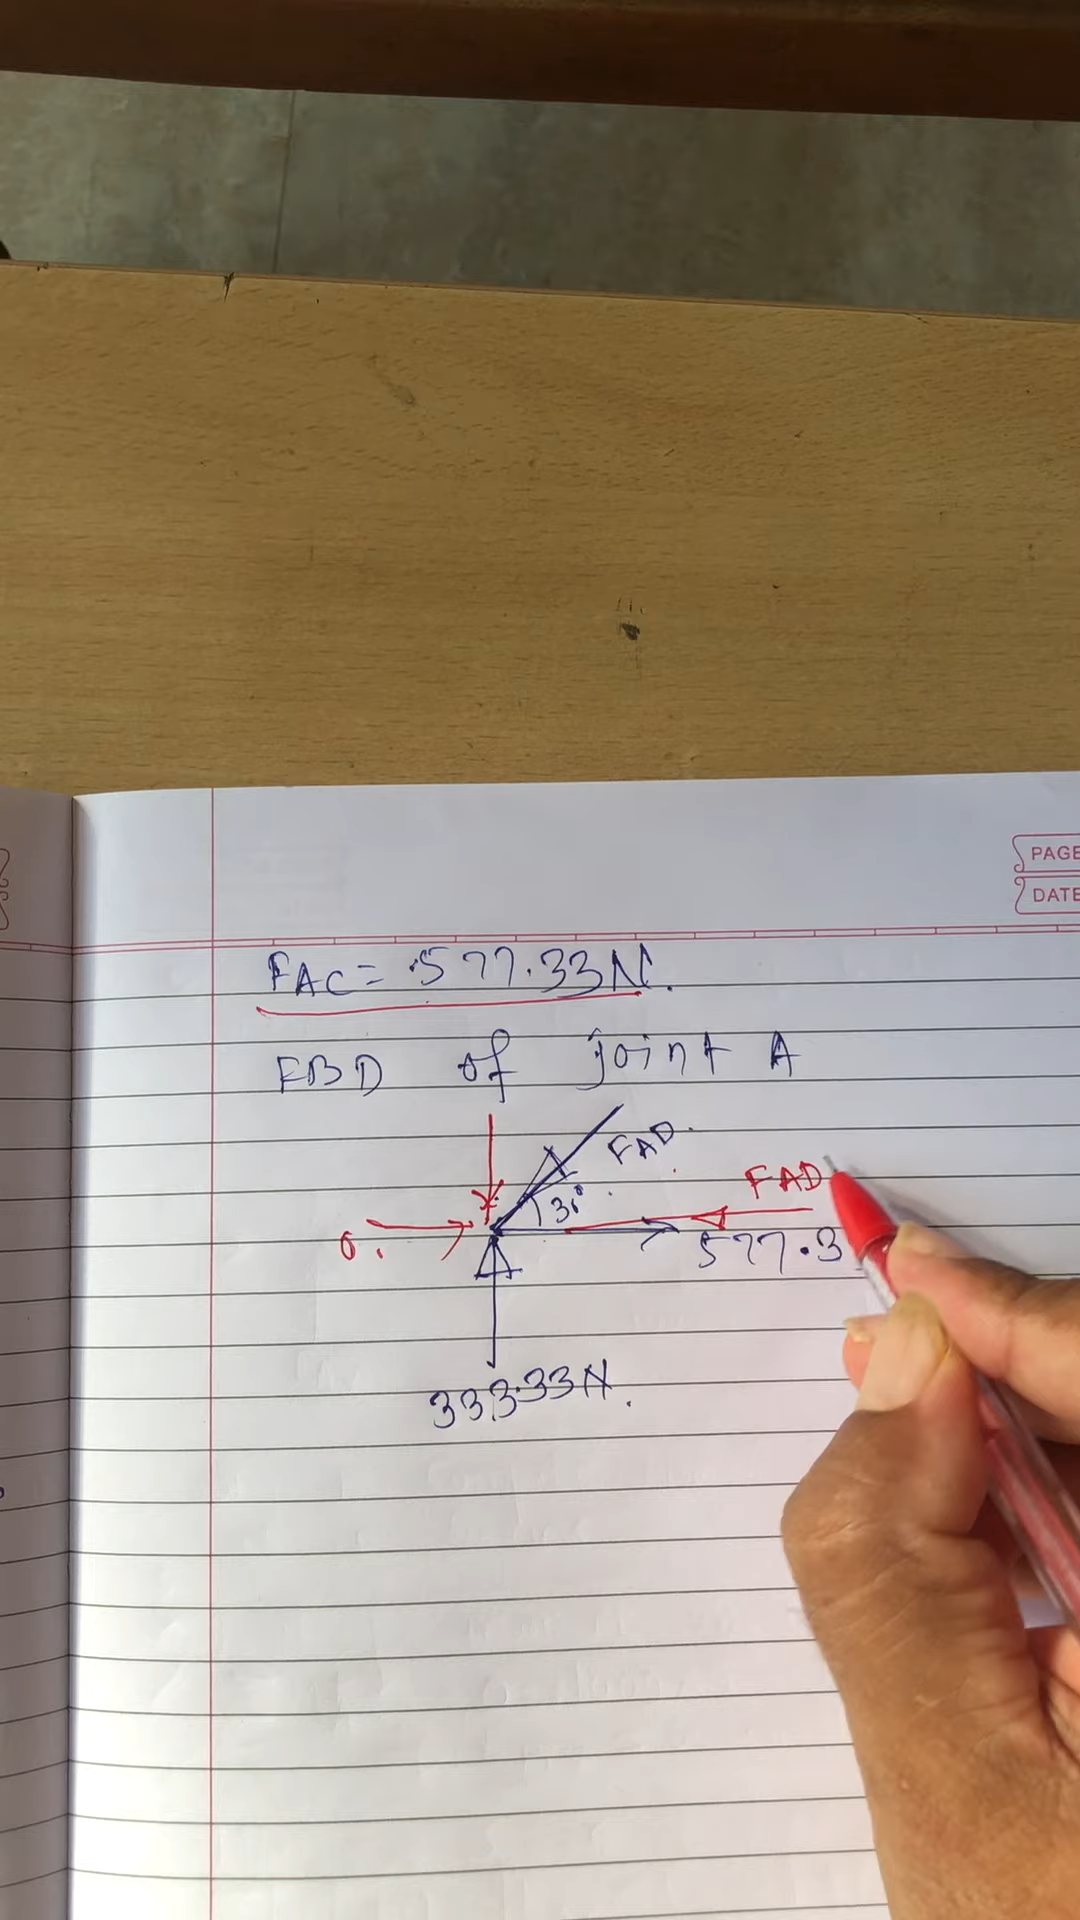 PAGE
DATE
FAC = 577.33N.
FBD of joint A
FAD.
30°
FAD
0.
577.3
333.33N.